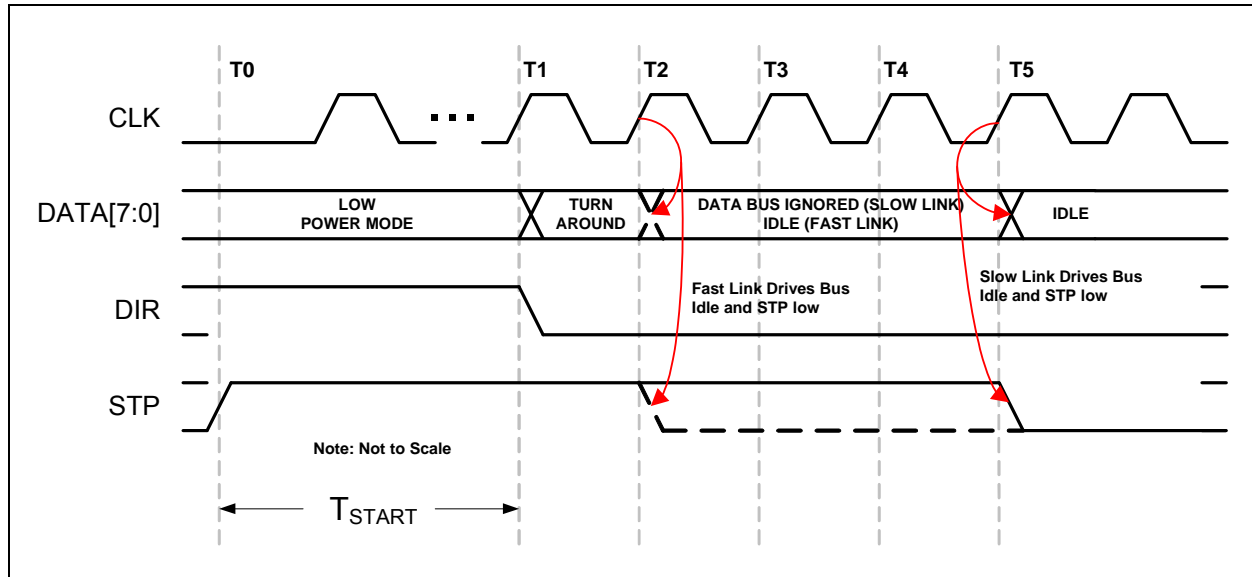 T0
T1
T2
T3
T4
T5
CLK
DATA[7:0]
LOW
POWER MODE
TURN
AROUND
DATA BUS IGNORED (SLOW LINK)
IDLE (FAST LINK)
IDLE
DIR
Fast Link Drives Bus
Idle and STP low
Slow Link Drives Bus
Idle and STP low
STP
Note: Not to Scale
TSTART